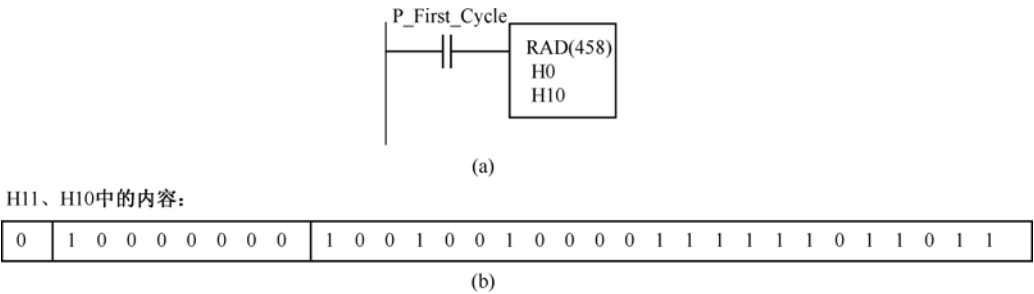 P_First_Cycle
RAD(458)
H0
H10
(a)
H11、H10中的内容：
0 1 0 0 0 0 0 0 0 1 0 0 1 0 0 1 0 0 0 0 1 1 1 1 1 1 0 1 1 0 1 1
(b)